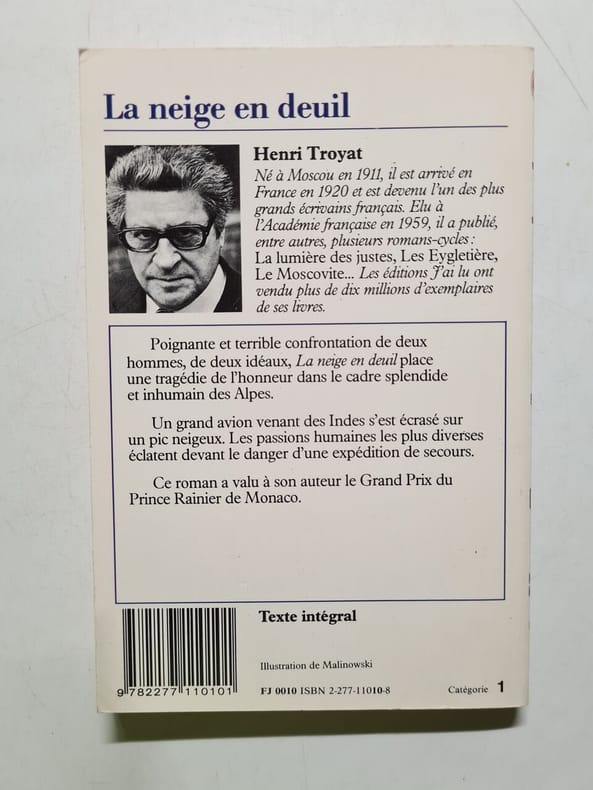 La neige en deuil
Henri Troyat
Né à Moscou en 1911, il est arrivé en
France en 1920 et est devenu l'un des plus
grands écrivains français. Elu à
l'Académie française en 1959, il a publié,
entre autres, plusieurs romans-cycles :
La lumière des justes, Les Eygletière,
Le Moscovite... Les éditions J'ai lu ont
vendu plus de dix millions d'exemplaires
de ses livres.
Poignante et terrible confrontation de deux
hommes, de deux idéaux, La neige en deuil place
une tragédie de l'honneur dans le cadre splendide
et inhumain des Alpes.
Un grand avion venant des Indes s'est écrasé sur
un pic neigeux. Les passions humaines les plus diverses
éclatent devant le danger d'une expédition de secours.
Ce roman a valu à son auteur le Grand Prix du
Prince Rainier de Monaco.
Texte intégral
Illustration de Malinowski
9 782277 110101
FJ 0010 ISBN 2-277-11010-8
Catégorie 1